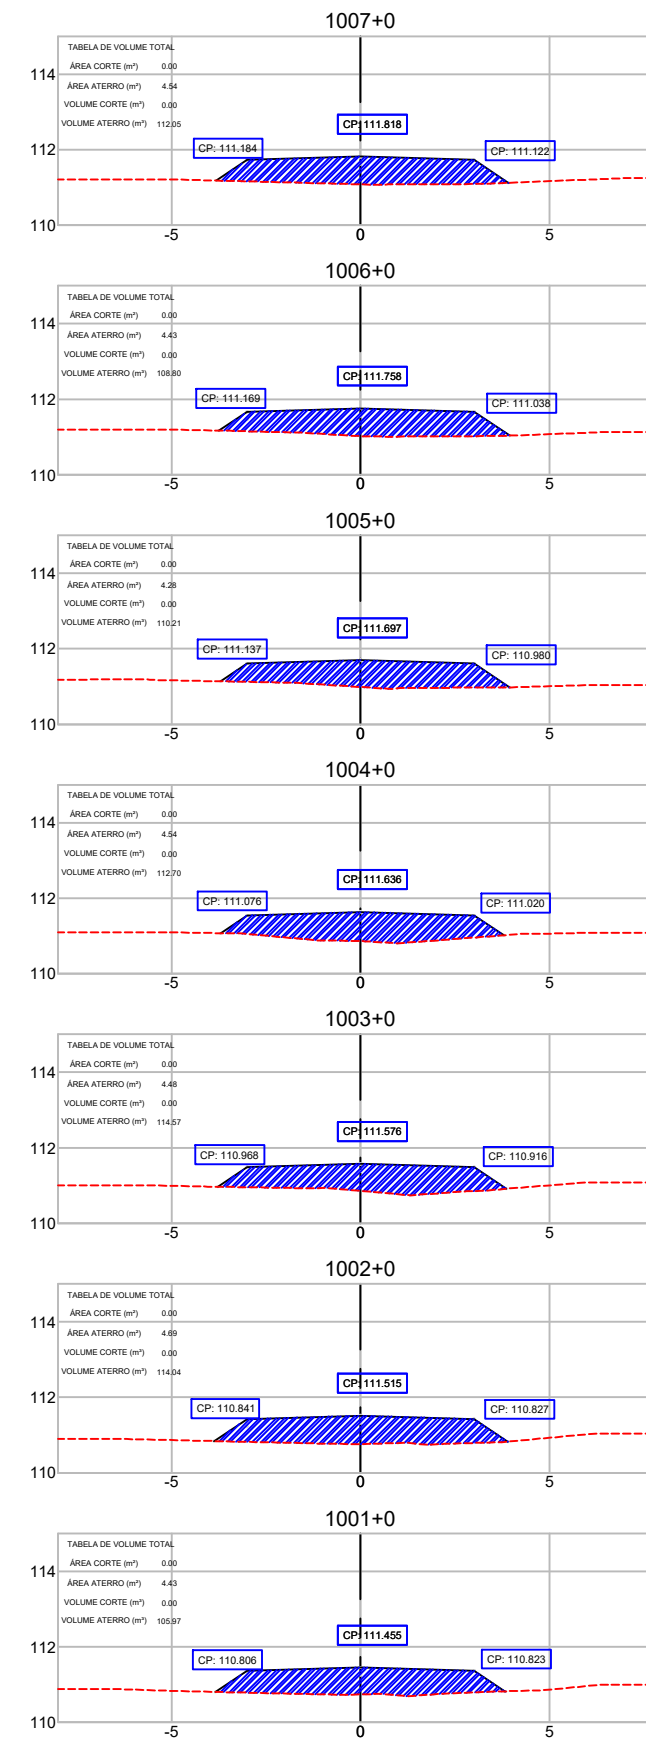 1007+0
TABELA DE VOLUME TOTAL
ÁREA CORTE (m²) 0.00
114
ÁREA ATERRO (m²) 4.54
VOLUME CORTE (m³) 0.00
VOLUME ATERRO (m³) 112.05
CP: 111.818
112
CP: 111.184
CP: 111.122
110
-5 0 5
1006+0
TABELA DE VOLUME TOTAL
ÁREA CORTE (m²) 0.00
114
ÁREA ATERRO (m²) 4.43
VOLUME CORTE (m³) 0.00
VOLUME ATERRO (m³) 108.80
CP: 111.758
112
CP: 111.169
CP: 111.038
110
-5 0 5
1005+0
TABELA DE VOLUME TOTAL
ÁREA CORTE (m²) 0.00
114
ÁREA ATERRO (m²) 4.28
VOLUME CORTE (m³) 0.00
VOLUME ATERRO (m³) 110.21
CP: 111.697
112
CP: 111.137
CP: 110.980
110
-5 0 5
1004+0
TABELA DE VOLUME TOTAL
ÁREA CORTE (m²) 0.00
114
ÁREA ATERRO (m²) 4.54
VOLUME CORTE (m³) 0.00
VOLUME ATERRO (m³) 112.70
CP: 111.636
112
CP: 111.076
CP: 111.020
110
-5 0 5
1003+0
TABELA DE VOLUME TOTAL
ÁREA CORTE (m²) 0.00
114
ÁREA ATERRO (m²) 4.48
VOLUME CORTE (m³) 0.00
VOLUME ATERRO (m³) 114.57
CP: 111.576
112
CP: 110.968
CP: 110.916
110
-5 0 5
1002+0
TABELA DE VOLUME TOTAL
ÁREA CORTE (m²) 0.00
114
ÁREA ATERRO (m²) 4.69
VOLUME CORTE (m³) 0.00
VOLUME ATERRO (m³) 114.04
CP: 111.515
112
CP: 110.841
CP: 110.827
110
-5 0 5
1001+0
TABELA DE VOLUME TOTAL
ÁREA CORTE (m²) 0.00
114
ÁREA ATERRO (m²) 4.43
VOLUME CORTE (m³) 0.00
VOLUME ATERRO (m³) 105.97
CP: 111.455
112
CP: 110.806
CP: 110.823
110
-5 0 5